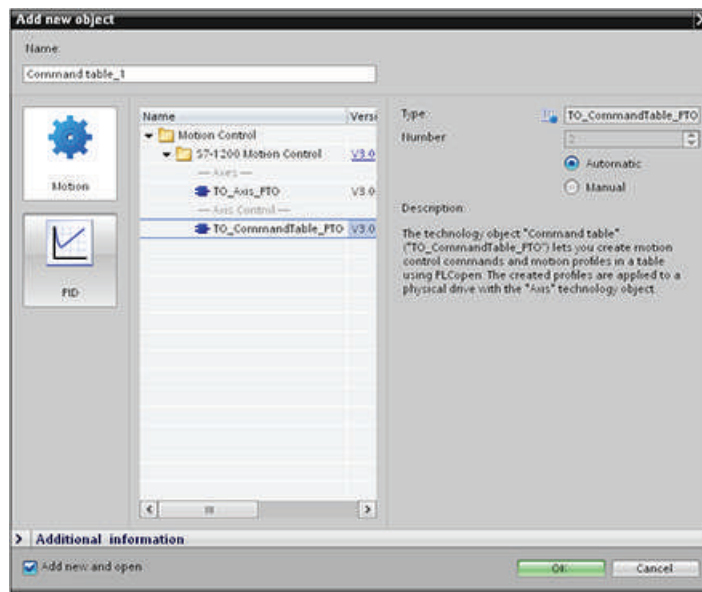 Add new object
Name:
Command table_1
Motion
PID
Name
Versi
Motion Control
S7-1200 Motion Control
V3.0
— Axes —
TO_Axis_PTO
V3.0
— Axis Control —
TO_CommandTable_PTO
V3.0
Type:
TO_CommandTable_PTO
Number
2
Automatic
Manual
Description:
The technology object "Command table"
("TO_CommandTable_PTO") lets you create motion
control commands and motion profiles in a table
using PLCopen. The created profiles are applied to a
physical drive with the "Axis" technology object.
Additional information
Add new and open
OK
Cancel